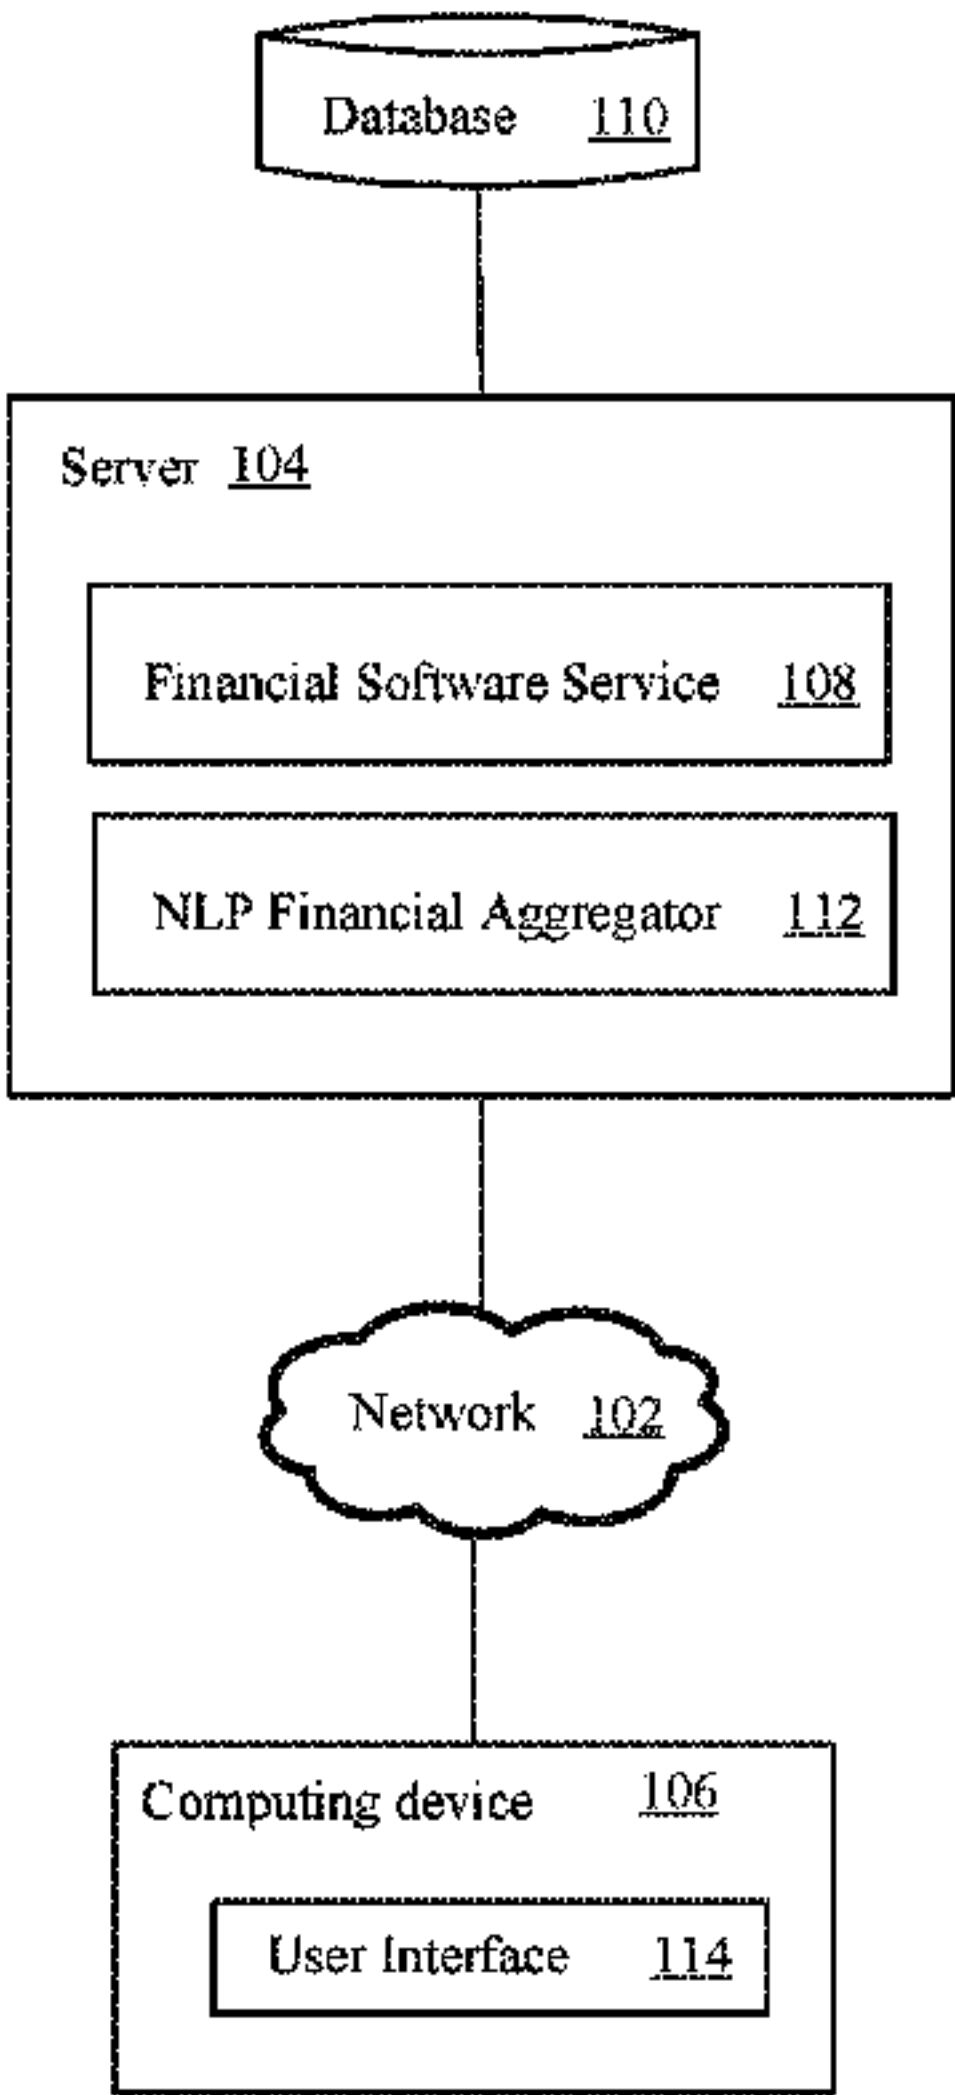 Database 110
Server 104
Financial Software Service 108
NLP Financial Aggregator 112
Network 102
Computing device 106
User Interface 114